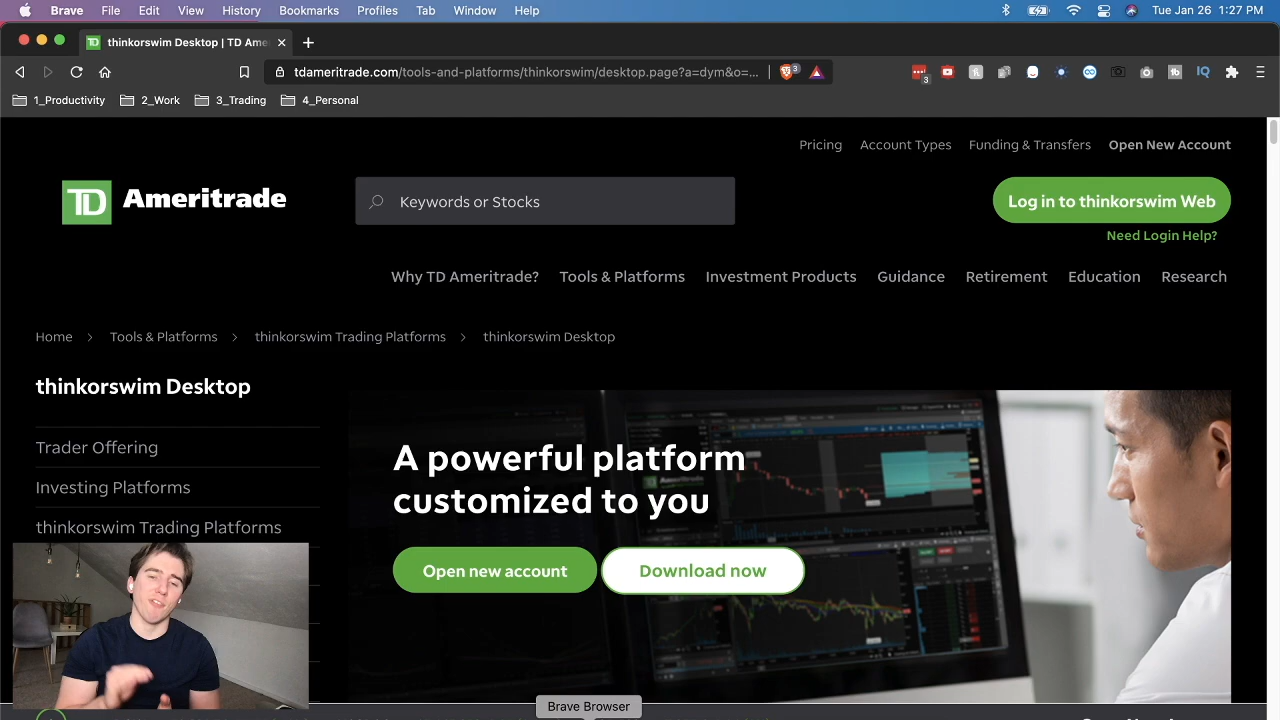 Brave File Edit View History Bookmarks Profiles Tab Window Help Tue Jan 26 1:27 PM
TD thinkorswim Desktop | TD Ame
tdameritrade.com/tools-and-platforms/thinkorswim/desktop.page?a=dym&o=... 3 3 IQ
1_Productivity 2_Work 3_Trading 4_Personal
Pricing Account Types Funding & Transfers Open New Account
TD Ameritrade Keywords or Stocks Log in to thinkorswim Web
Need Login Help?
Why TD Ameritrade? Tools & Platforms Investment Products Guidance Retirement Education Research
Home Tools & Platforms thinkorswim Trading Platforms thinkorswim Desktop
thinkorswim Desktop
Trader Offering
Investing Platforms
thinkorswim Trading Platforms
A powerful platform
customized to you
Open new account Download now
Brave Browser